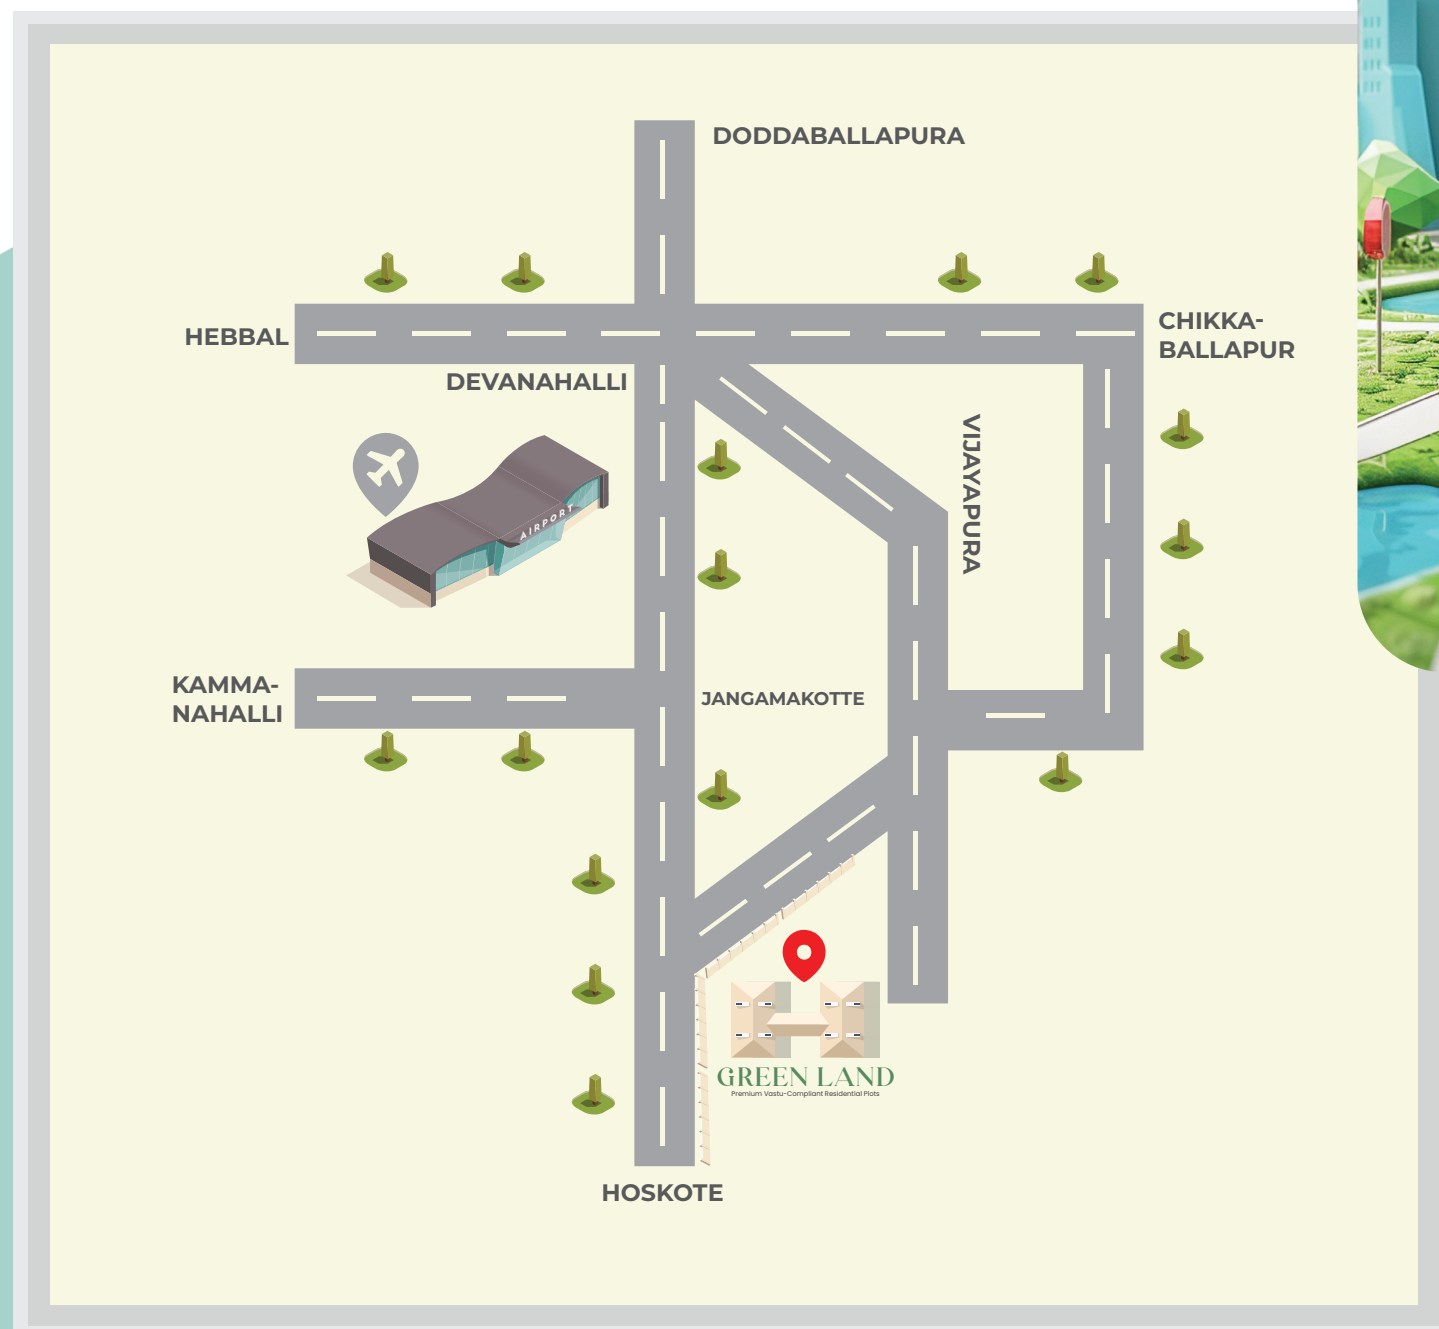 DODDABALLAPURA
HEBBAL
CHIKKA-
BALLAPUR
DEVANAHALLI
VIJAYAPURA
AIRPORT
KAMMA-
NAHALLI
JANGAMAKOTTE
GREEN LAND
Premium Vastu-Compliant Residential Plots
HOSKOTE